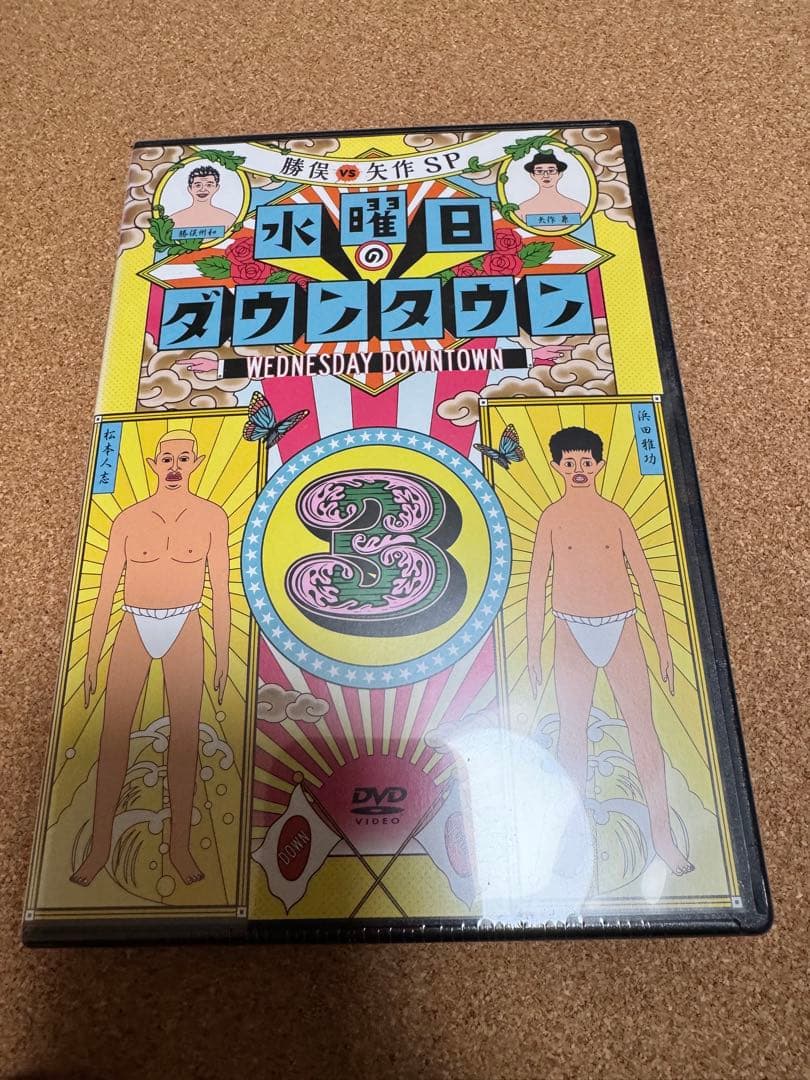 勝俣 VS 矢作 SP
勝俣州和
矢作 兼
水曜日
の
ダウンタウン
WEDNESDAY DOWNTOWN
松本人志
浜田雅功
3
DVD
VIDEO
DOWN